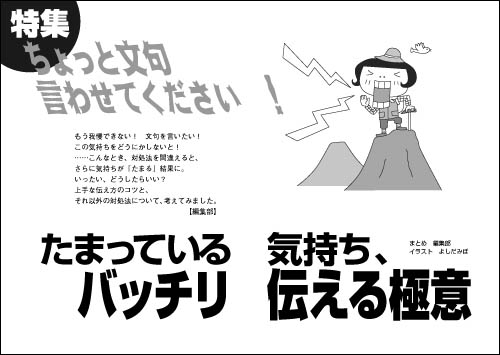 特集
ちょっと文句
言わせてください！
もう我慢できない！　文句を言いたい！
この気持ちをどうにかしないと！
……こんなとき、対処法を間違えると、
さらに気持ちが『たまる』結果に。
いったい、どうしたらいい？
上手な伝え方のコツと、
それ以外の対処法について、考えてみました。
【編集部】
たまっている　気持ち、
バッチリ　伝える極意
まとめ　編集部
イラスト　よしだみぼ